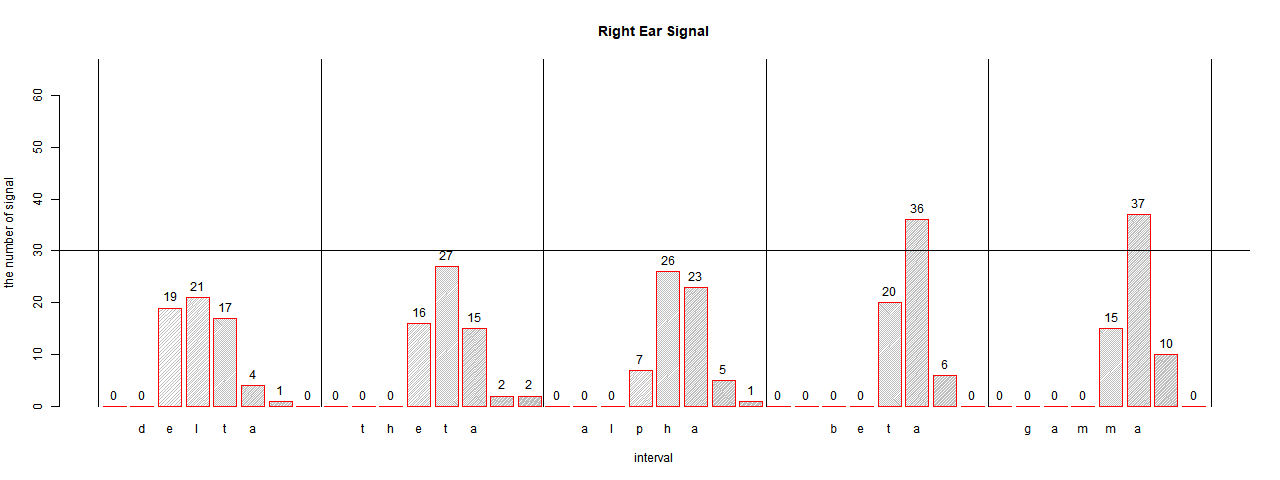 Right Ear Signal
the number of signal
60
50
40
30
20
10
0
0 0 19 21 17 4 1 0 0 0 0 16 27 15 2 2 0 0 0 7 26 23 5 1 0 0 0 0 20 36 6 0 0 0 0 0 15 37 10 0
d e l t a t h e t a a l p h a b e t a g a m m a
interval